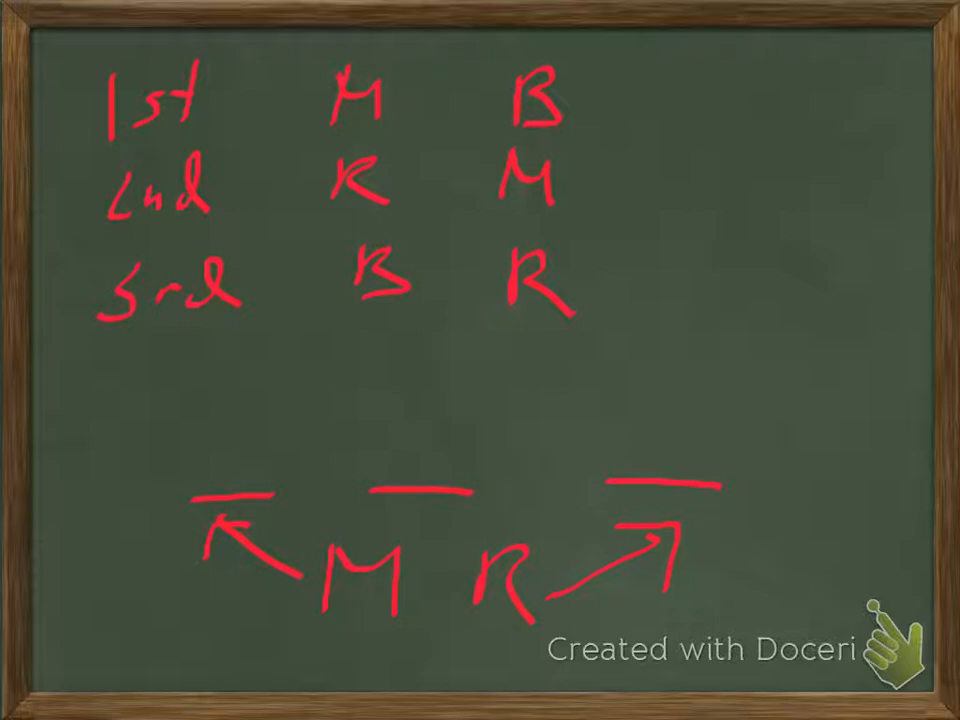 1st M B
2nd R M
3rd B R
M R
Created with Doceri